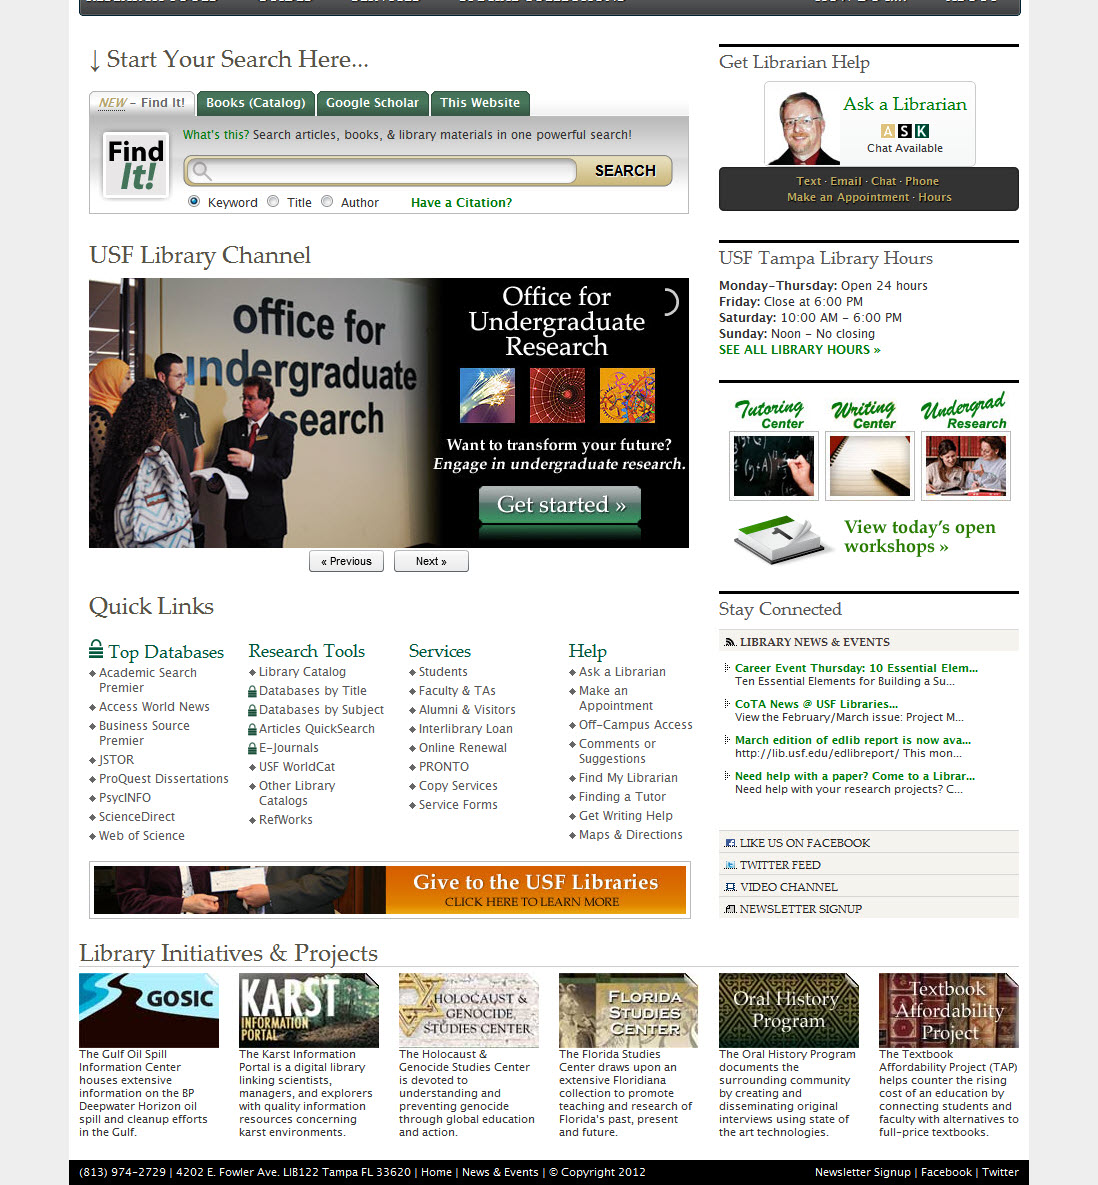 ↓ Start Your Search Here...
NEW - Find It!
Books (Catalog)
Google Scholar
This Website
Find
It!
What's this? Search articles, books, & library materials in one powerful search!
SEARCH
Keyword Title Author Have a Citation?
USF Library Channel
office for
undergraduate
search
Office for
Undergraduate
Research
Want to transform your future?
Engage in undergraduate research.
Get started »
« Previous
Next »
Quick Links
Top Databases
Academic Search
Premier
Access World News
Business Source
Premier
JSTOR
ProQuest Dissertations
PsycINFO
ScienceDirect
Web of Science
Research Tools
Library Catalog
Databases by Title
Databases by Subject
Articles QuickSearch
E-Journals
USF WorldCat
Other Library
Catalogs
RefWorks
Services
Students
Faculty & TAs
Alumni & Visitors
Interlibrary Loan
Online Renewal
PRONTO
Copy Services
Service Forms
Help
Ask a Librarian
Make an
Appointment
Off-Campus Access
Comments or
Suggestions
Find My Librarian
Finding a Tutor
Get Writing Help
Maps & Directions
Give to the USF Libraries
CLICK HERE TO LEARN MORE
Get Librarian Help
Ask a Librarian
A S K
Chat Available
Text · Email · Chat · Phone
Make an Appointment · Hours
USF Tampa Library Hours
Monday-Thursday: Open 24 hours
Friday: Close at 6:00 PM
Saturday: 10:00 AM - 6:00 PM
Sunday: Noon - No closing
SEE ALL LIBRARY HOURS »
Tutoring
Center
Writing
Center
Undergrad
Research
View today's open
workshops »
Stay Connected
LIBRARY NEWS & EVENTS
Career Event Thursday: 10 Essential Elem...
Ten Essential Elements for Building a Su...
CoTA News @ USF Libraries...
View the February/March issue: Project M...
March edition of edlib report is now ava...
http://lib.usf.edu/edlibreport/ This mon...
Need help with a paper? Come to a Librar...
Need help with your research projects? C...
LIKE US ON FACEBOOK
TWITTER FEED
VIDEO CHANNEL
NEWSLETTER SIGNUP
Library Initiatives & Projects
GOSIC
The Gulf Oil Spill
Information Center
houses extensive
information on the BP
Deepwater Horizon oil
spill and cleanup efforts
in the Gulf.
KARST
INFORMATION
PORTAL
The Karst Information
Portal is a digital library
linking scientists,
managers, and explorers
with quality information
resources concerning
karst environments.
HOLOCAUST &
GENOCIDE
STUDIES CENTER
The Holocaust &
Genocide Studies Center
is devoted to
understanding and
preventing genocide
through global education
and action.
FLORIDA
STUDIES
CENTER
The Florida Studies
Center draws upon an
extensive Floridiana
collection to promote
teaching and research of
Florida's past, present
and future.
Oral History
Program
The Oral History Program
documents the
surrounding community
by creating and
disseminating original
interviews using state of
the art technologies.
Textbook
Affordability
Project
The Textbook
Affordability Project (TAP)
helps counter the rising
cost of an education by
connecting students and
faculty with alternatives to
full-price textbooks.
(813) 974-2729 | 4202 E. Fowler Ave. LIB122 Tampa FL 33620 | Home | News & Events | © Copyright 2012
Newsletter Signup | Facebook | Twitter